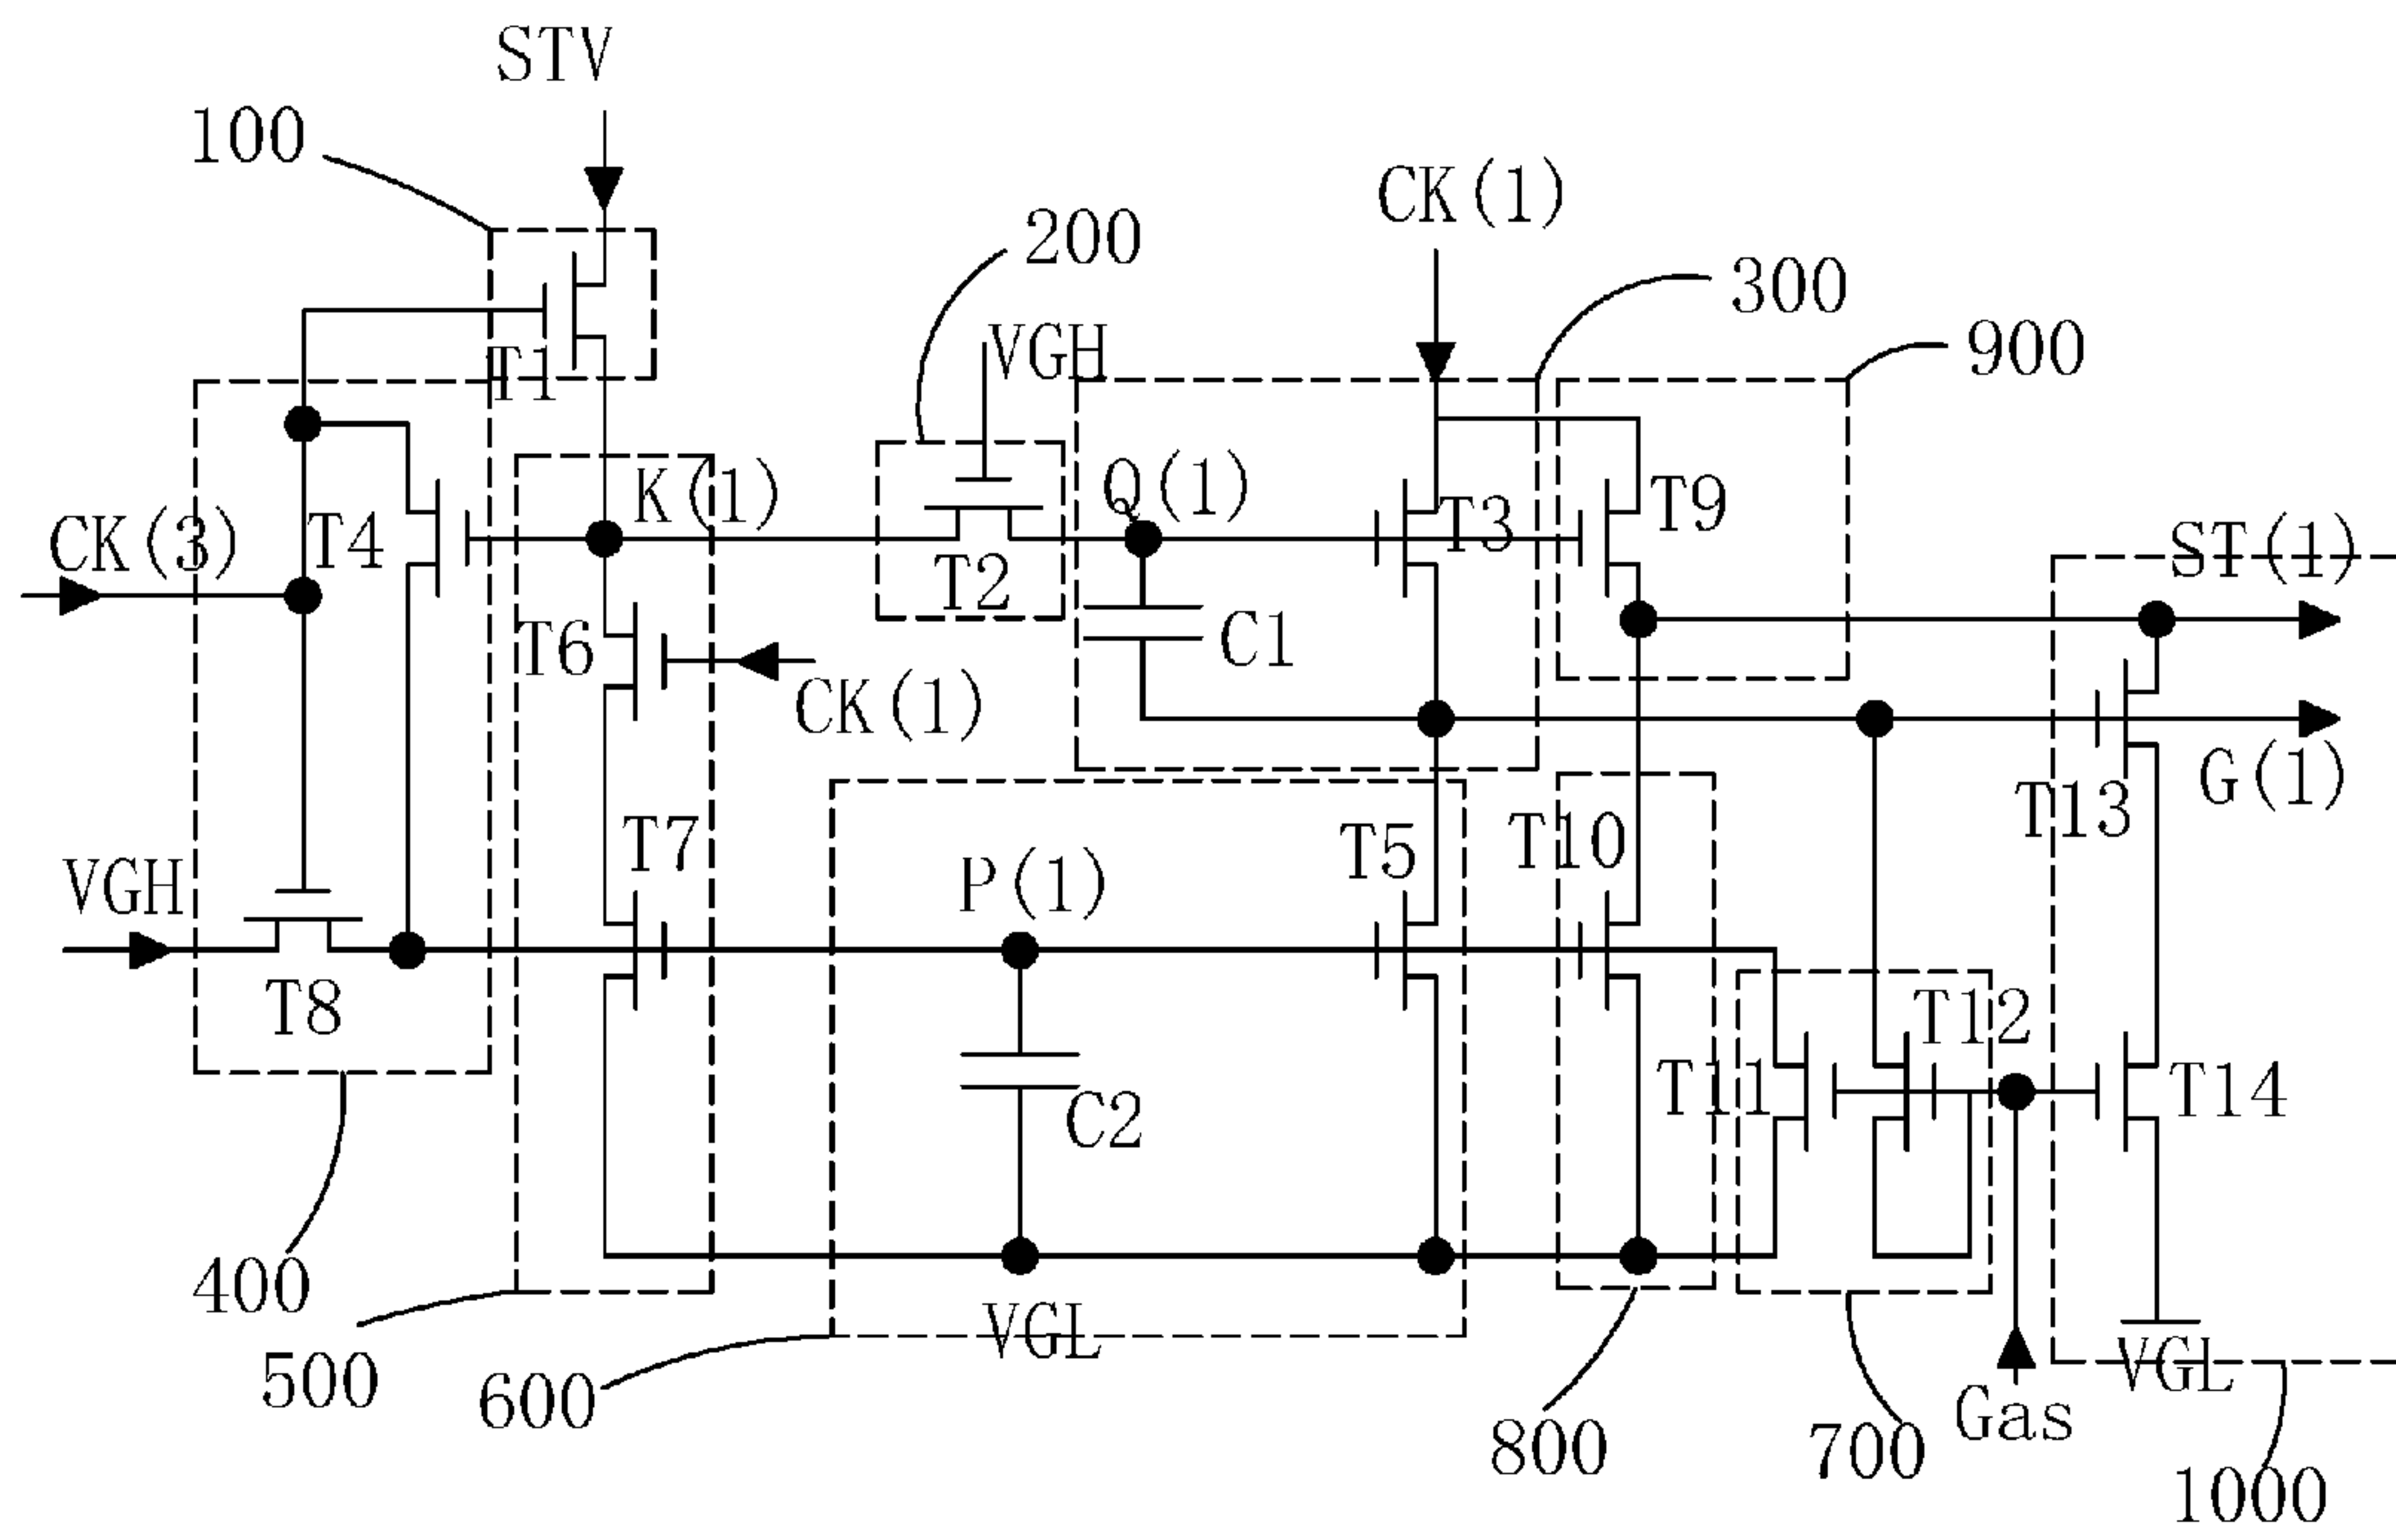 STV
100
CK(1)
200
300
VGH
900
T1
K(1)
Q(1)
T9
CK(3)
T4
T3
ST(1)
T2
T6
C1
CK(1)
G(1)
T13
T7
T5
T10
VGH
P(1)
T8
T12
T11
T14
C2
400
VGL
VGL
500
600
Gas
800
700
1000